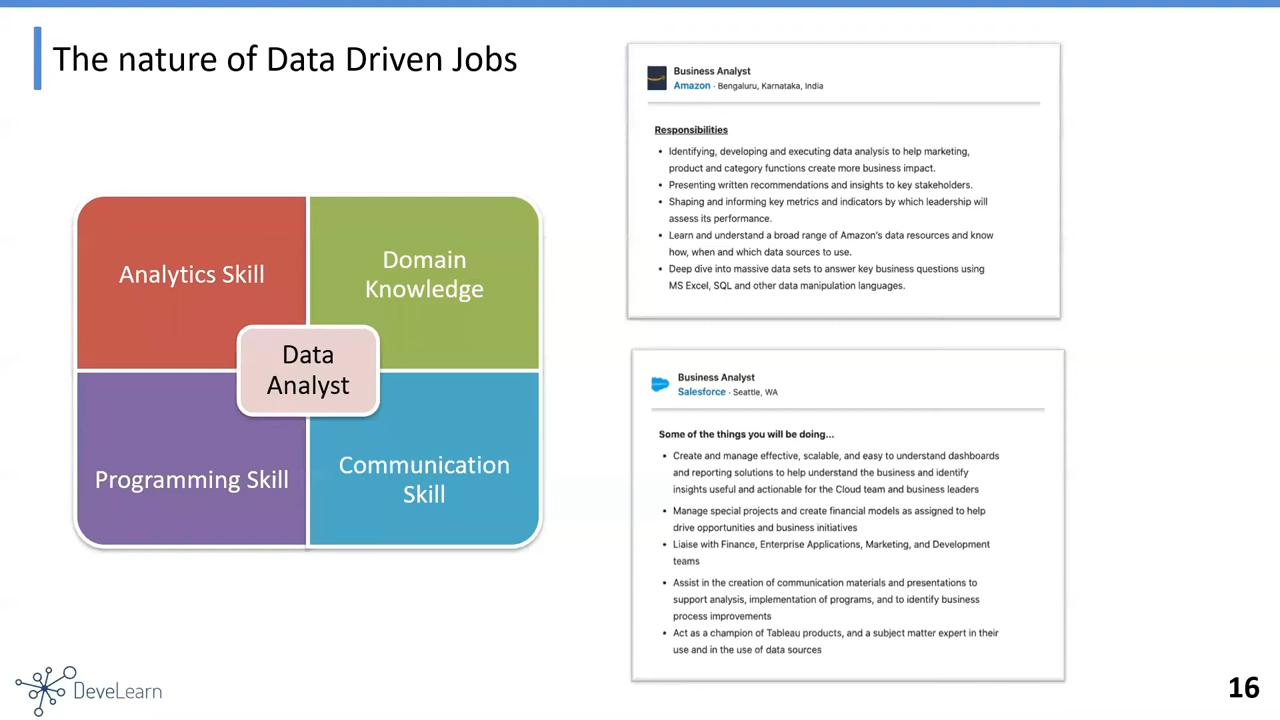 The nature of Data Driven Jobs
Analytics Skill
Domain
Knowledge
Data
Analyst
Programming Skill
Communication
Skill
Business Analyst
Amazon · Bengaluru, Karnataka, India
Responsibilities
• Identifying, developing and executing data analysis to help marketing,
product and category functions create more business impact.
• Presenting written recommendations and insights to key stakeholders.
• Shaping and informing key metrics and indicators by which leadership will
assess its performance.
• Learn and understand a broad range of Amazon's data resources and know
how, when and which data sources to use.
• Deep dive into massive data sets to answer key business questions using
MS Excel, SQL and other data manipulation languages.
Business Analyst
Salesforce · Seattle, WA
Some of the things you will be doing...
• Create and manage effective, scalable, and easy to understand dashboards
and reporting solutions to help understand the business and identify
insights useful and actionable for the Cloud team and business leaders
• Manage special projects and create financial models as assigned to help
drive opportunities and business initiatives
• Liaise with Finance, Enterprise Applications, Marketing, and Development
teams
• Assist in the creation of communication materials and presentations to
support analysis, implementation of programs, and to identify business
process improvements
• Act as a champion of Tableau products, and a subject matter expert in their
use and in the use of data sources
DeveLearn
16